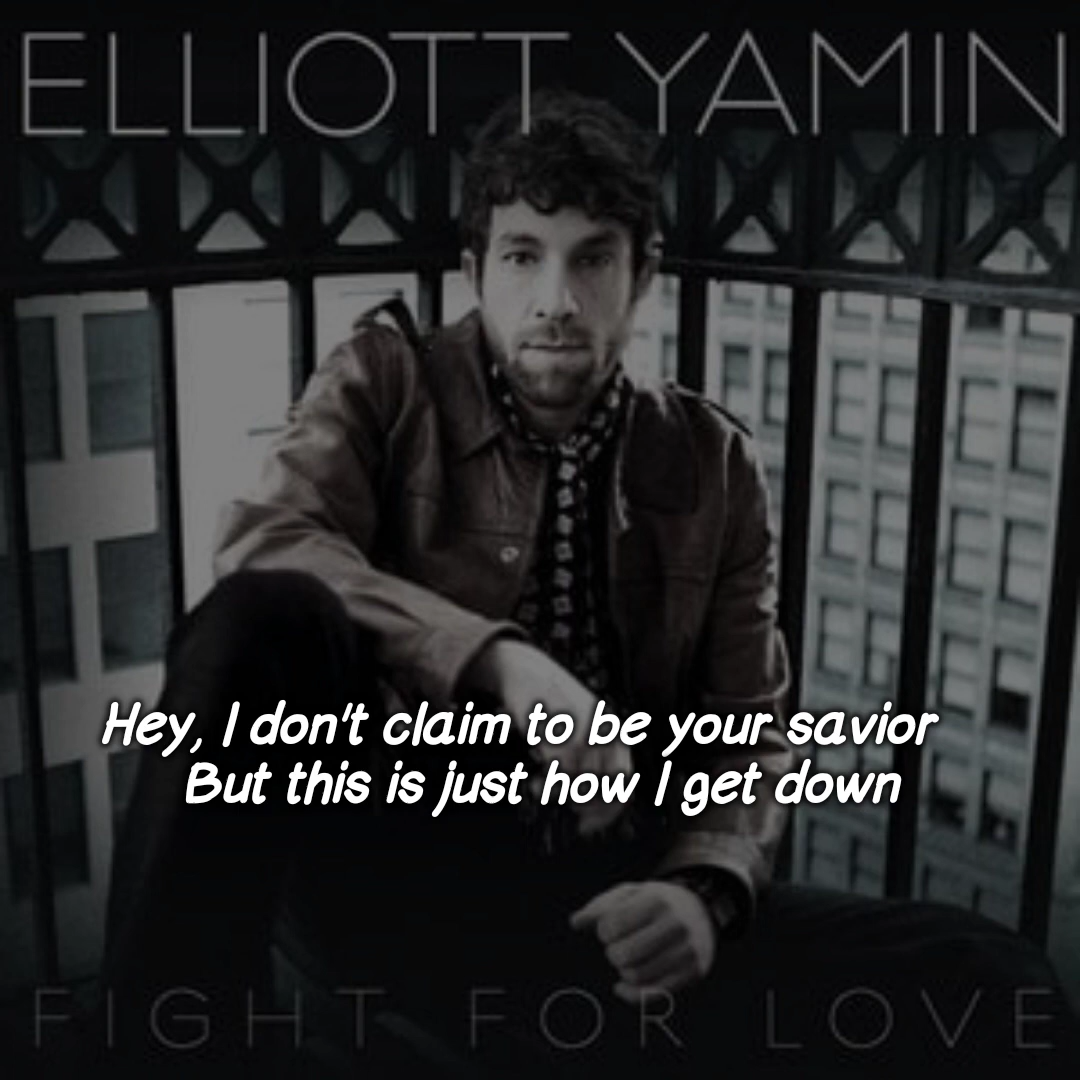 ELLIOTT YAMIN
Hey, I don't claim to be your savior
But this is just how I get down
FIGHT FOR LOVE